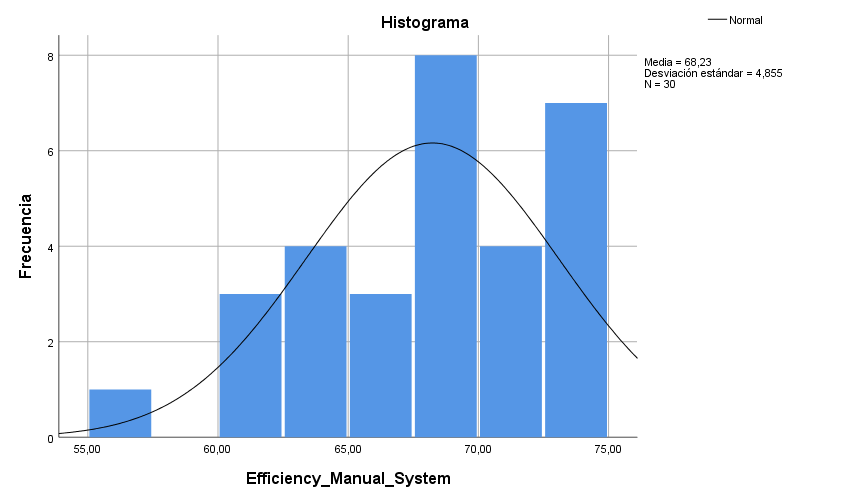 Histograma
Normal
Media = 68,23
Desviación estándar = 4,855
N = 30
Frecuencia
8
6
4
2
0
55,00 60,00 65,00 70,00 75,00
Efficiency_Manual_System